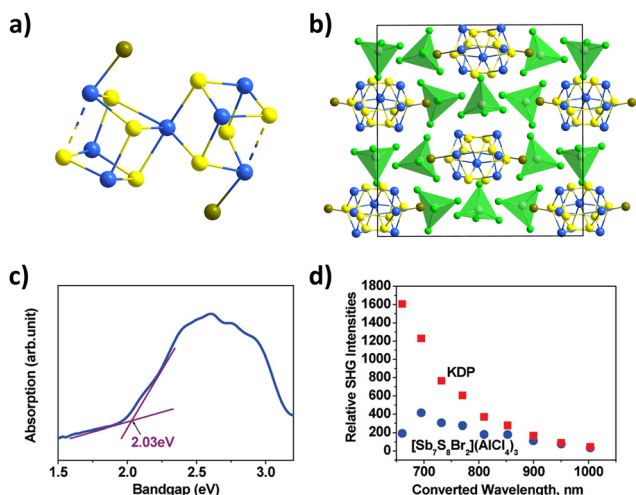 a)
b)
c)
Absorption (arb.unit)
2.03eV
1.5 2.0 2.5 3.0
Bandgap (eV)
d)
Relative SHG Intensities
1800
1600
1400
1200
1000
800
600
400
200
0
KDP
[Sb₇S₈Br₂](AlCl₄)₃
700 800 900 1000
Converted Wavelength, nm